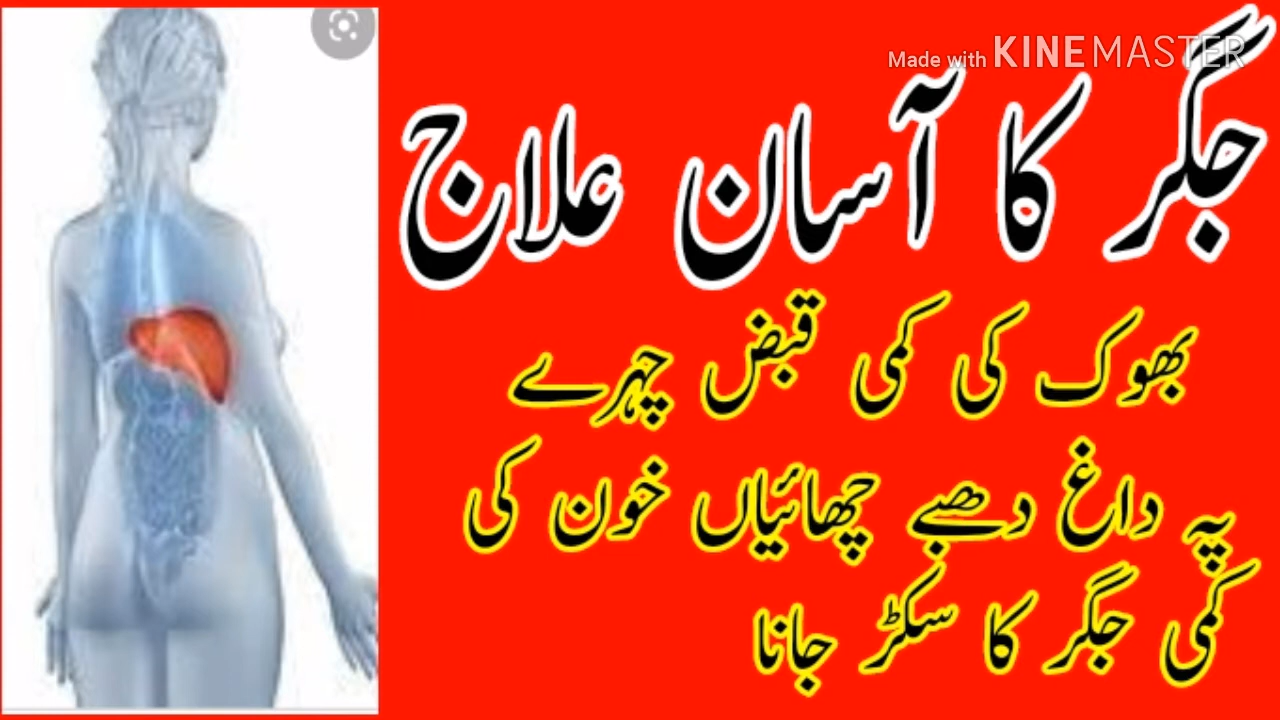 Made with KINEMASTER
جگر کا آسان علاج
بھوک کی کمی قبض چہرے
پہ داغ دھبے چھائیاں خون کی
کمی جگر کا سکڑ جانا